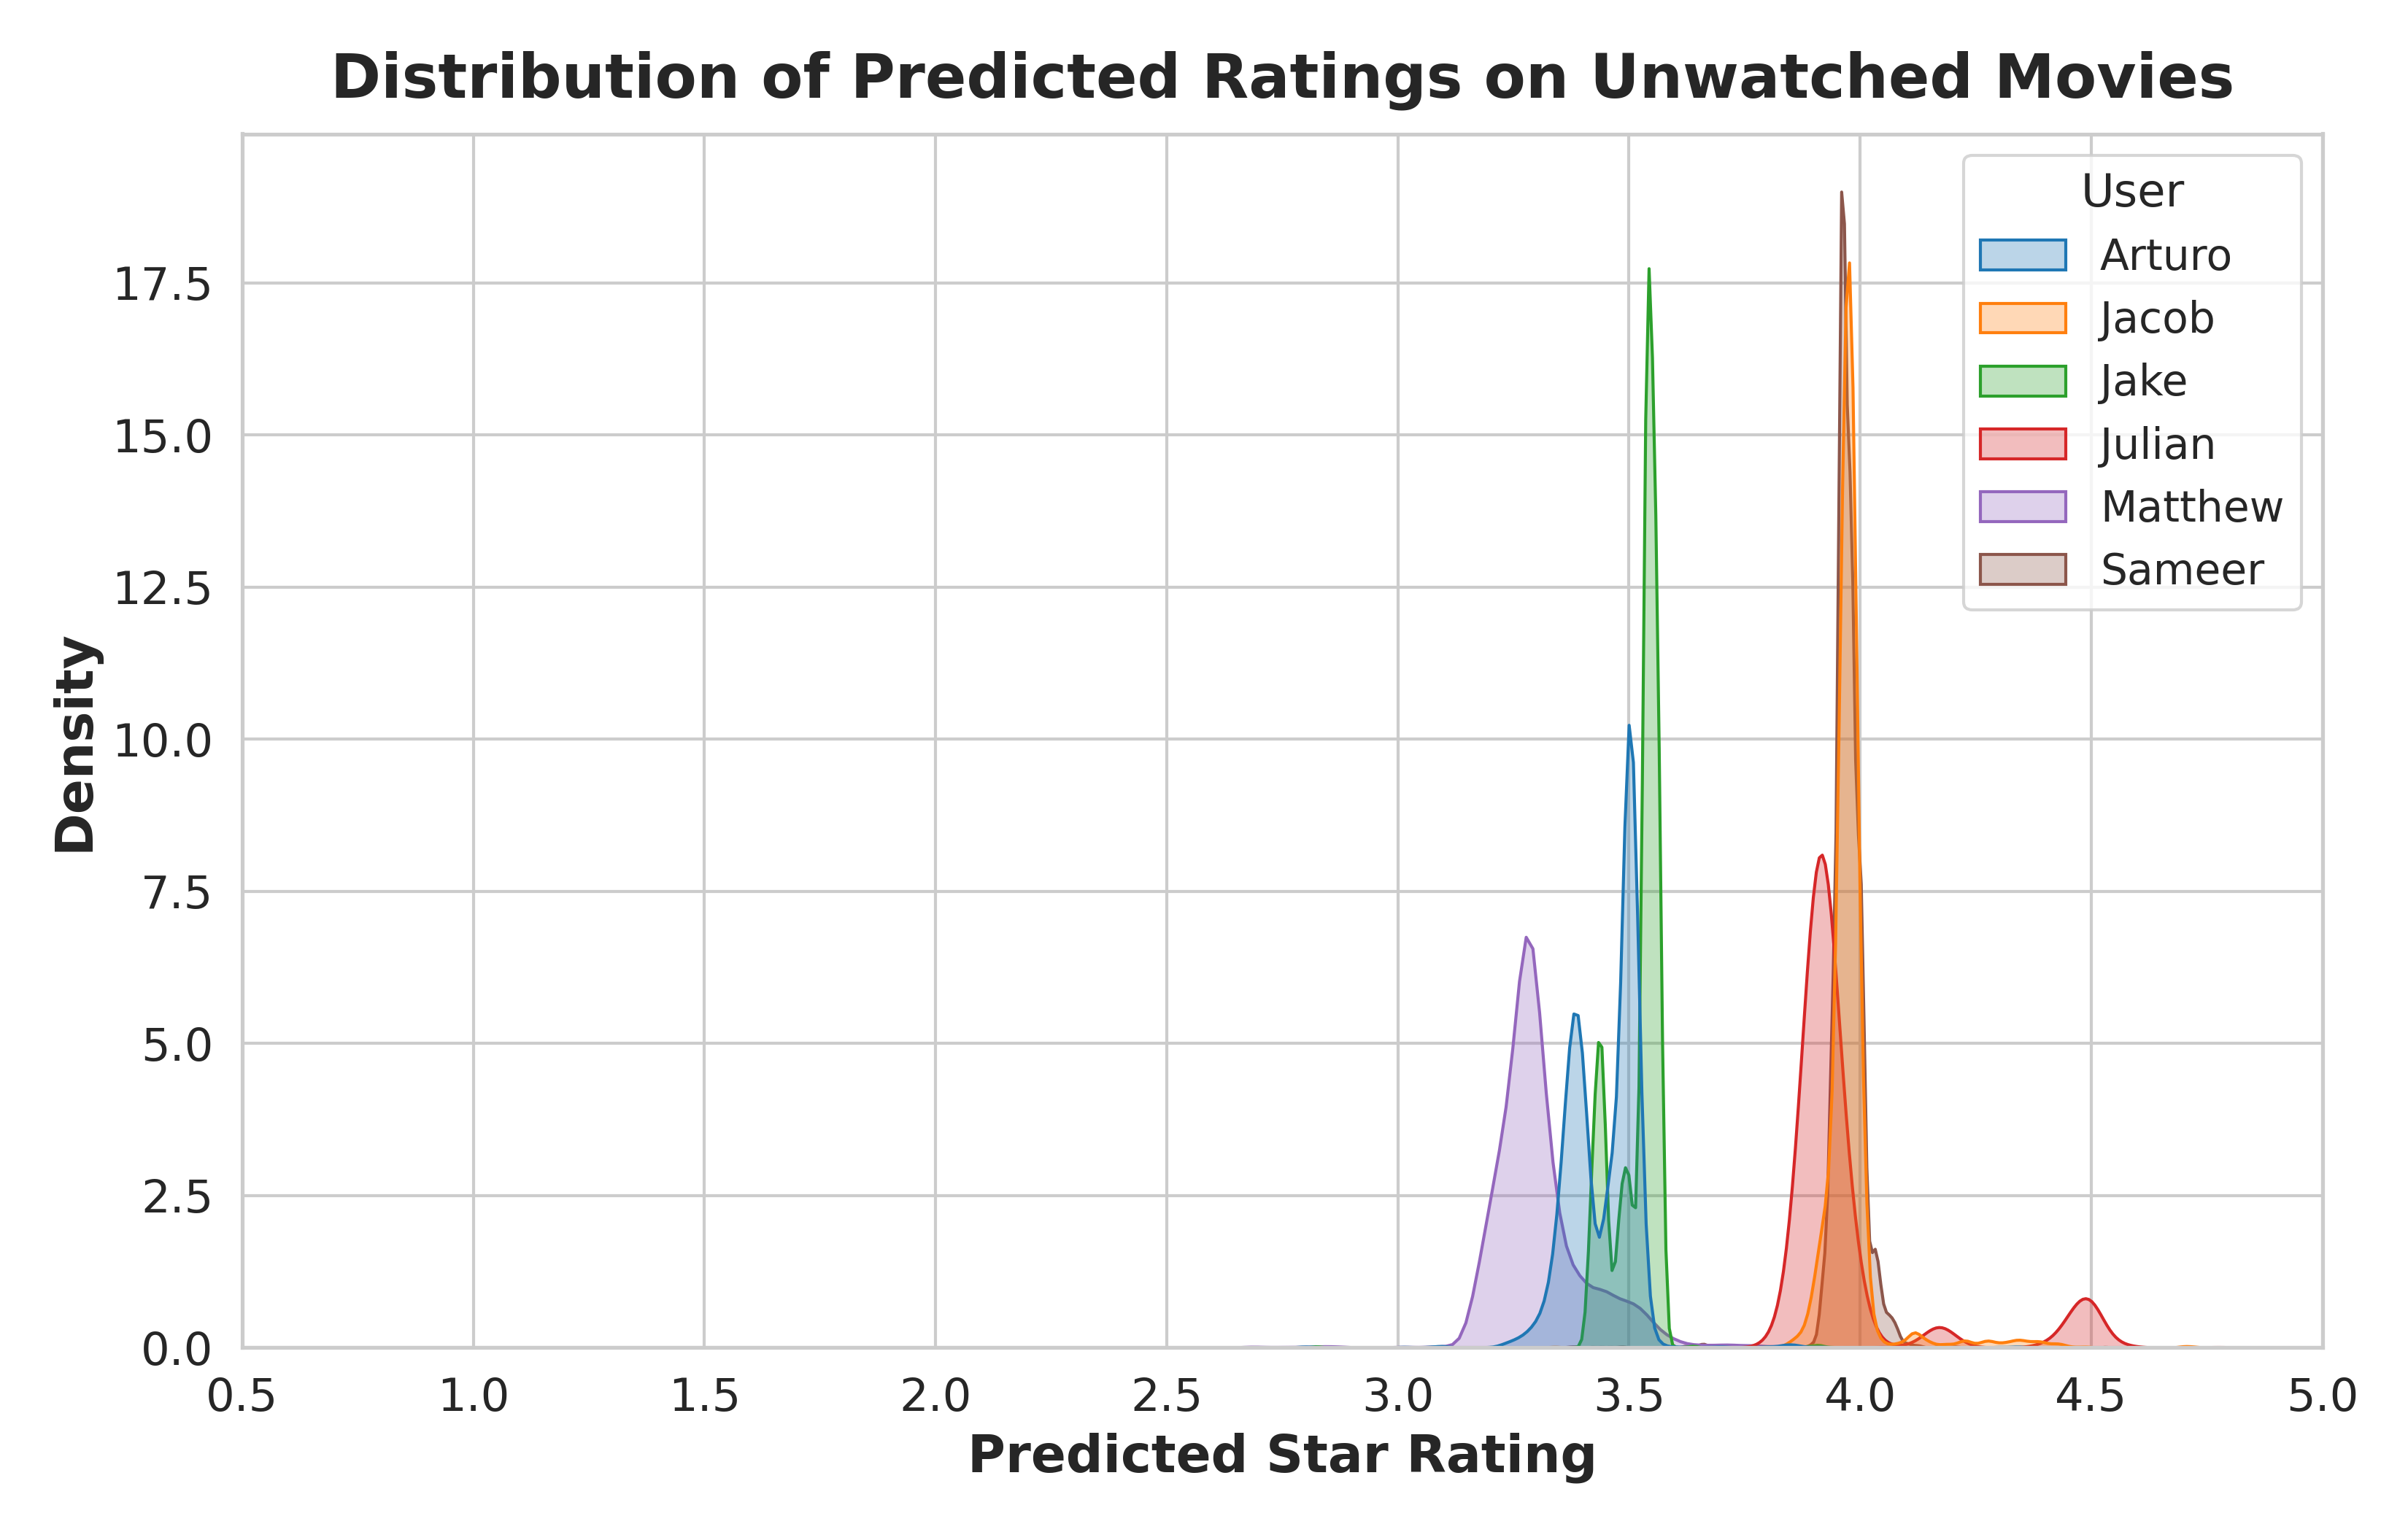 Distribution of Predicted Ratings on Unwatched Movies
User
Arturo
Jacob
Jake
Julian
Matthew
Sameer
Density
17.5
15.0
12.5
10.0
7.5
5.0
2.5
0.0
0.5 1.0 1.5 2.0 2.5 3.0 3.5 4.0 4.5 5.0
Predicted Star Rating